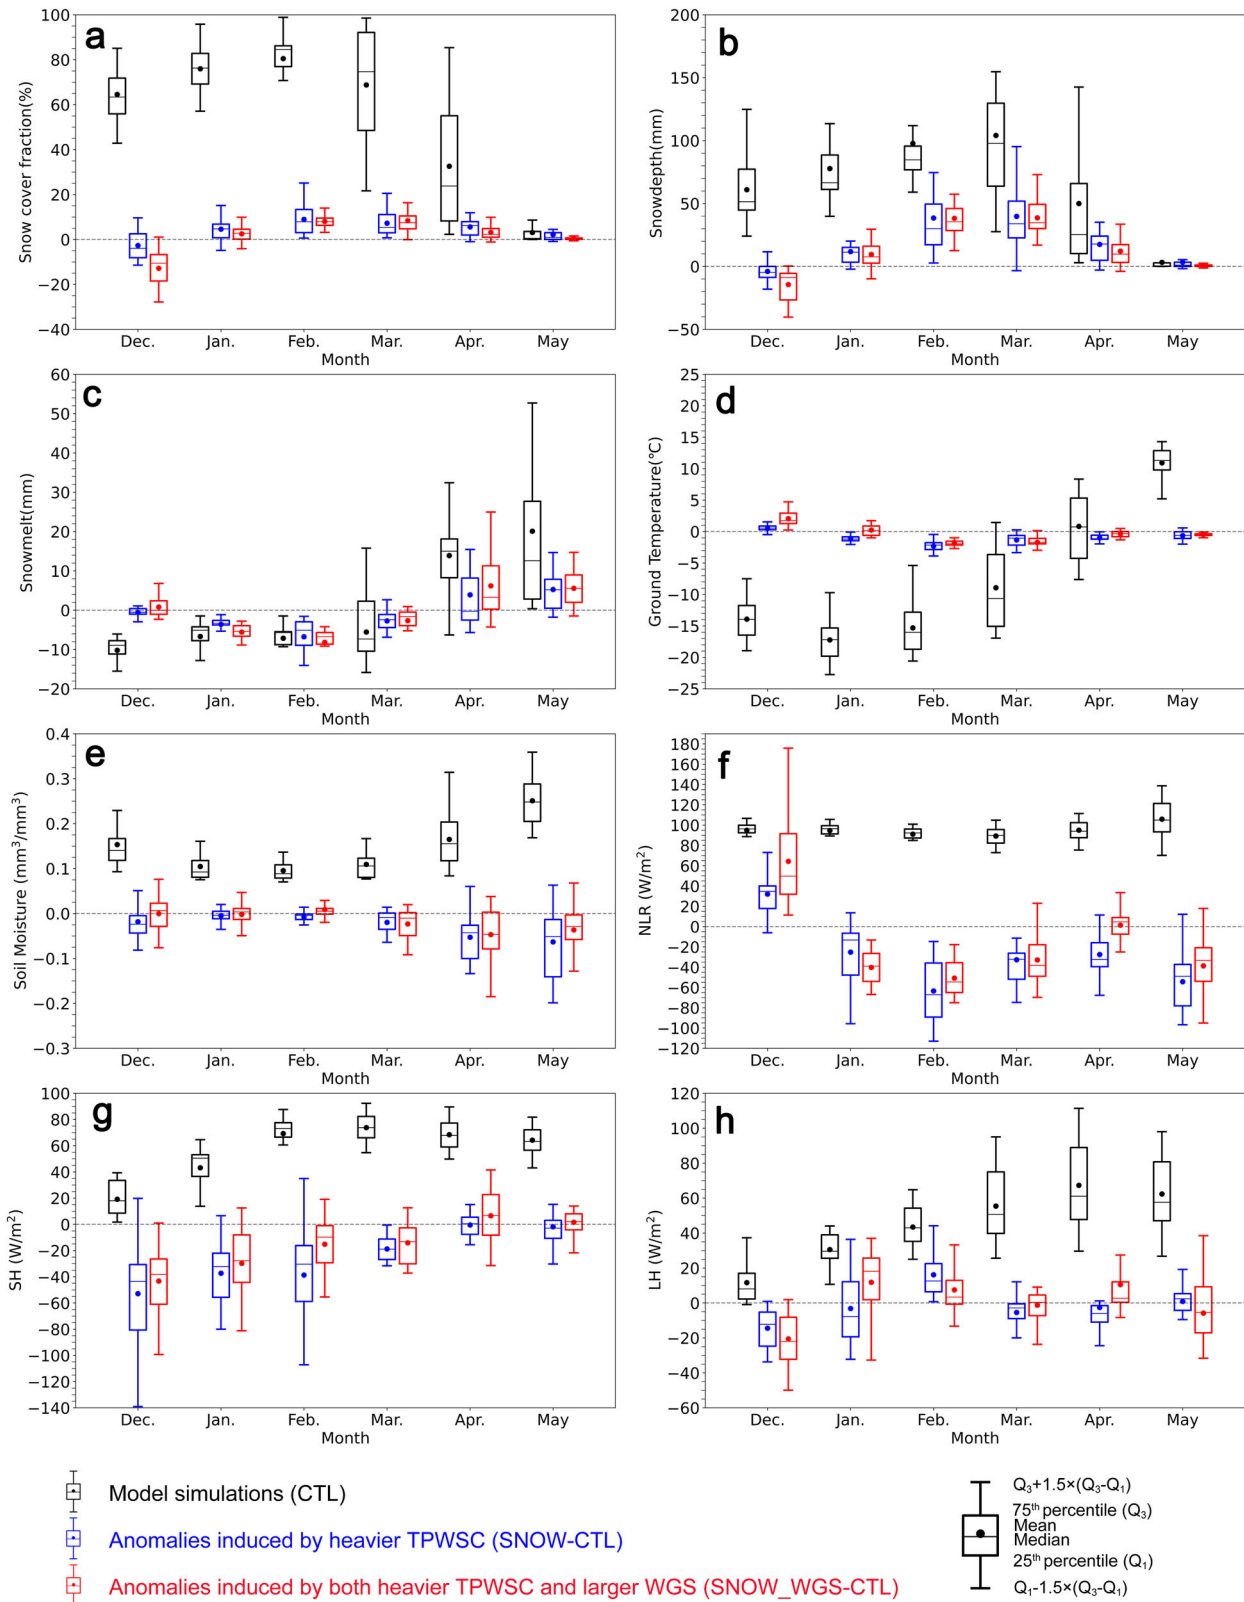 a
Snow cover fraction(%)
100
80
60
40
20
0
−20
−40
Dec. Jan. Feb. Mar. Apr. May
Month
b
Snowdepth(mm)
200
150
100
50
0
−50
Dec. Jan. Feb. Mar. Apr. May
Month
c
Snowmelt(mm)
60
50
40
30
20
10
0
−10
−20
Dec. Jan. Feb. Mar. Apr. May
Month
d
Ground Temperature(℃)
25
20
15
10
5
0
−5
−10
−15
−20
−25
Dec. Jan. Feb. Mar. Apr. May
Month
e
Soil Moisture (mm³/mm³)
0.4
0.3
0.2
0.1
0.0
−0.1
−0.2
−0.3
Dec. Jan. Feb. Mar. Apr. May
Month
f
NLR (W/m²)
180
160
140
120
100
80
60
40
20
0
−20
−40
−60
−80
−100
−120
Dec. Jan. Feb. Mar. Apr. May
Month
g
SH (W/m²)
100
80
60
40
20
0
−20
−40
−60
−80
−100
−120
−140
Dec. Jan. Feb. Mar. Apr. May
Month
h
LH (W/m²)
120
100
80
60
40
20
0
−20
−40
−60
Dec. Jan. Feb. Mar. Apr. May
Month
Model simulations (CTL)
Anomalies induced by heavier TPWSC (SNOW-CTL)
Anomalies induced by both heavier TPWSC and larger WGS (SNOW_WGS-CTL)
Q₃+1.5×(Q₃-Q₁)
75th percentile (Q₃)
Mean
Median
25th percentile (Q₁)
Q₁-1.5×(Q₃-Q₁)